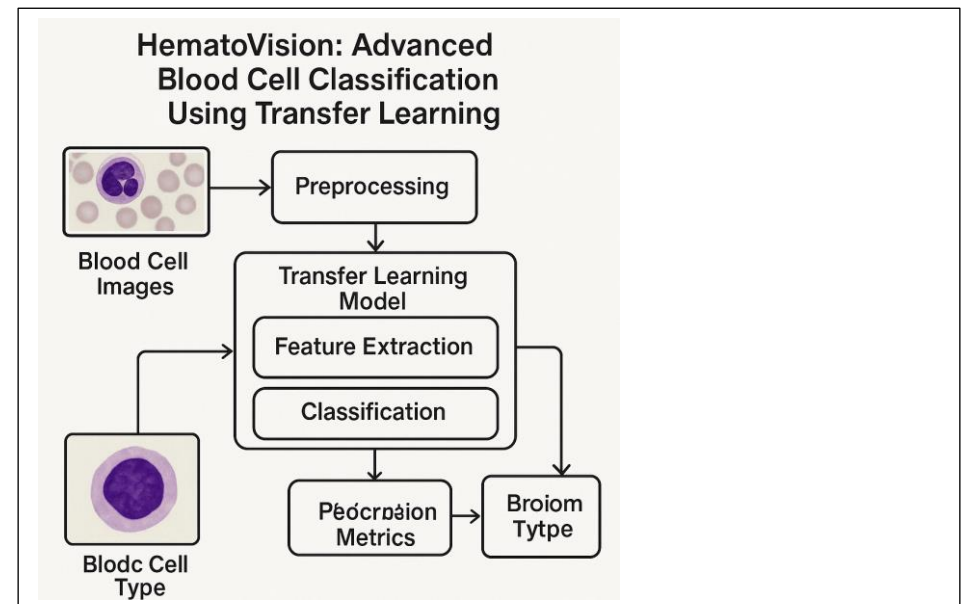 HematoVision: Advanced
Blood Cell Classification
Using Transfer Learning
Preprocessing
Blood Cell
Images
Transfer Learning
Model
Feature Extraction
Classification
Metrics
Broiom
Tytpe
Blodc Cell
Type